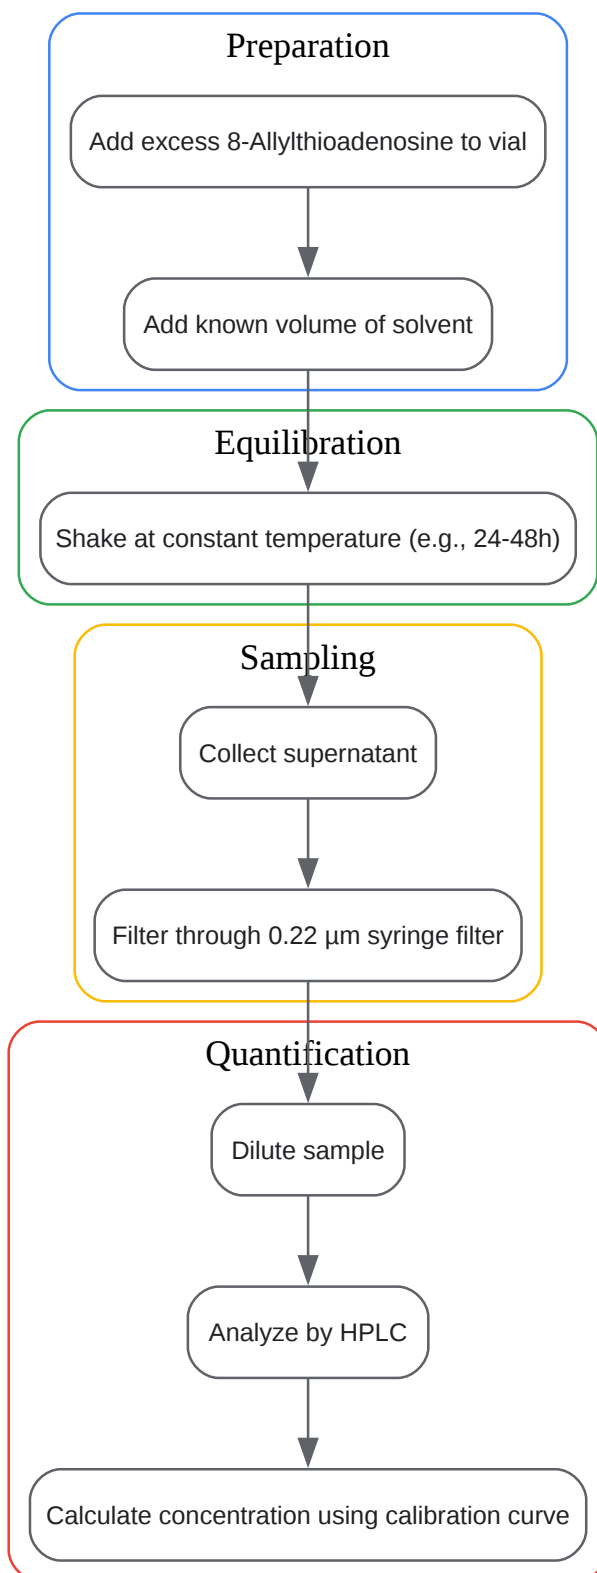 Preparation
Add excess 8-Allylthioadenosine to vial
Add known volume of solvent
Equilibration
Shake at constant temperature (e.g., 24-48h)
Sampling
Collect supernatant
Filter through 0.22 µm syringe filter
Quantification
Dilute sample
Analyze by HPLC
Calculate concentration using calibration curve